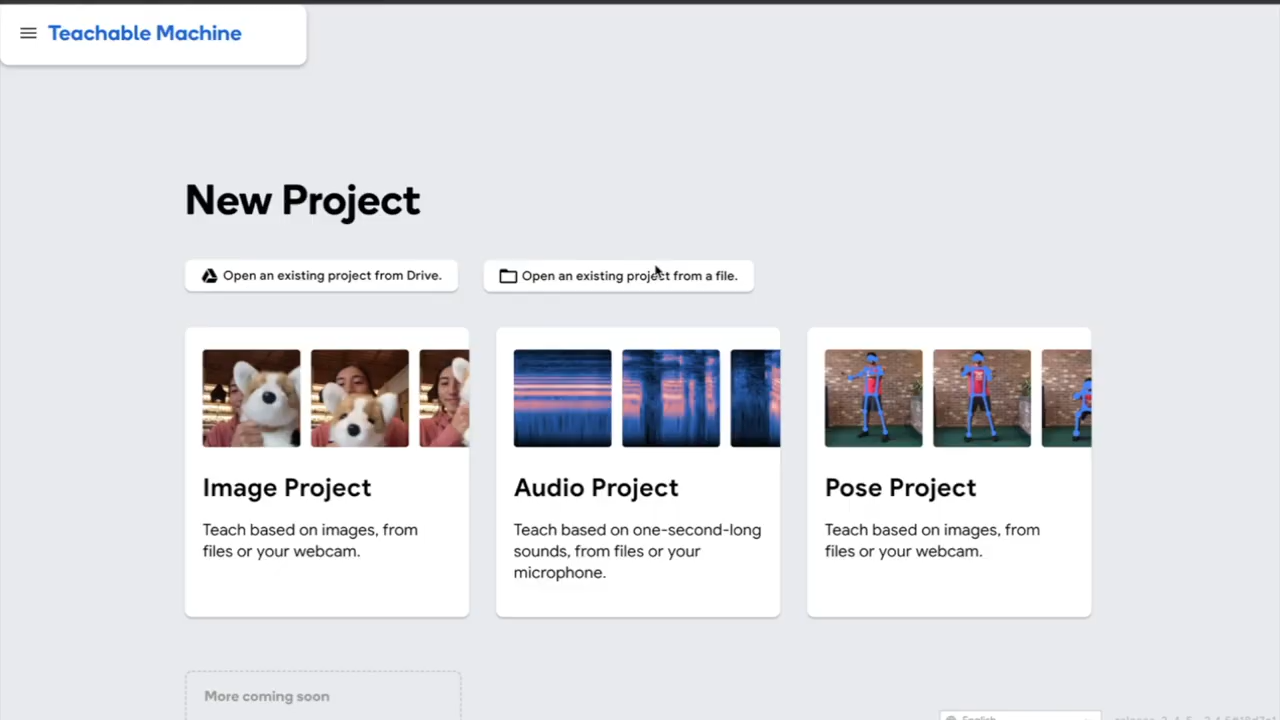 Teachable Machine
New Project
Open an existing project from Drive.
Open an existing project from a file.
Image Project
Teach based on images, from
files or your webcam.
Audio Project
Teach based on one-second-long
sounds, from files or your
microphone.
Pose Project
Teach based on images, from
files or your webcam.
More coming soon
English